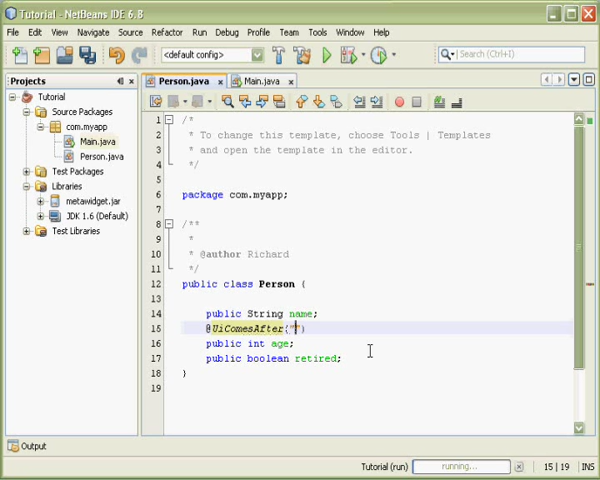 Tutorial - NetBeans IDE 6.8
File Edit View Navigate Source Refactor Run Debug Profile Team Tools Window Help
<default config> Search (Ctrl+I)
Projects
Person.java Main.java
Tutorial
Source Packages
com.myapp
Main.java
Person.java
Test Packages
Libraries
metawidget.jar
JDK 1.6 (Default)
Test Libraries
1 /*
2 * To change this template, choose Tools | Templates
3 * and open the template in the editor.
4 */
5
6 package com.myapp;
7
8 /**
9 *
10 * @author Richard
11 */
12 public class Person {
13
14 public String name;
15 @UiComesAfter("")
16 public int age;
17 public boolean retired;
18 }
19
Output
Tutorial (run) running... 15 | 19 INS